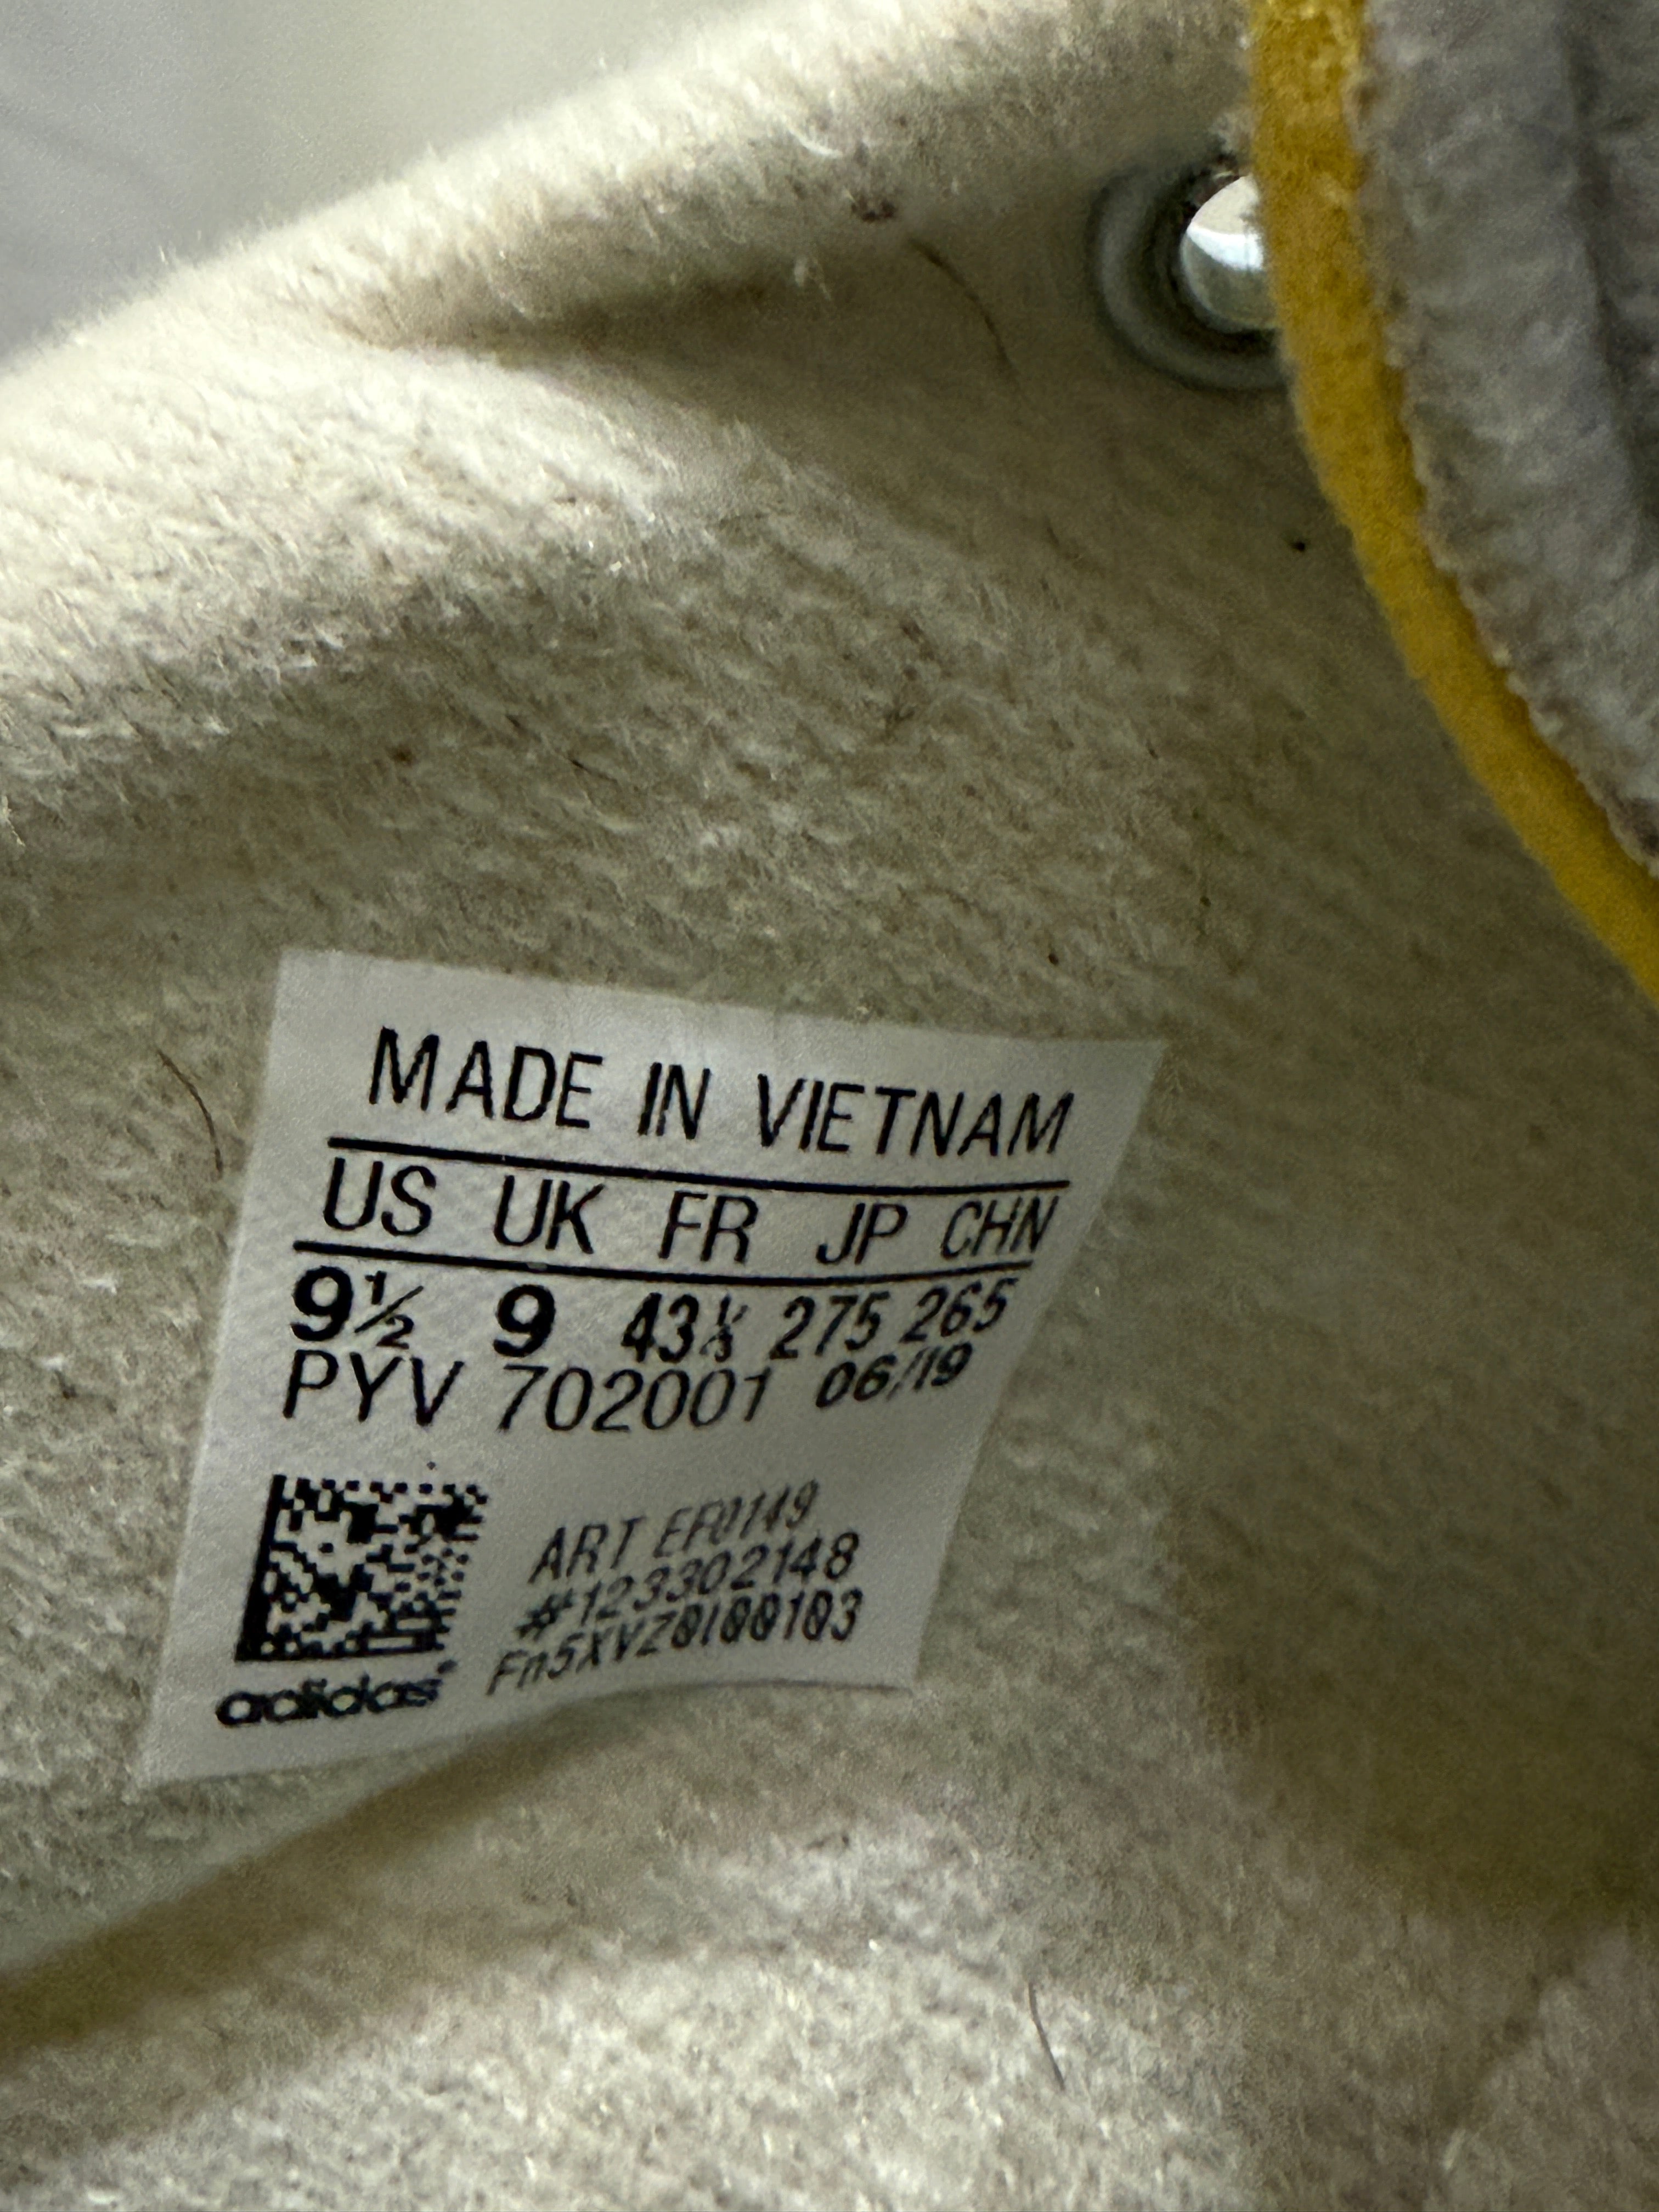 MADE IN VIETNAM
US UK FR JP CHN
9½ 9 43⅓ 275 265
PYV 702001 06/19
ART EF0149
#123302148
Fn5XVZ0I00103
adidas®